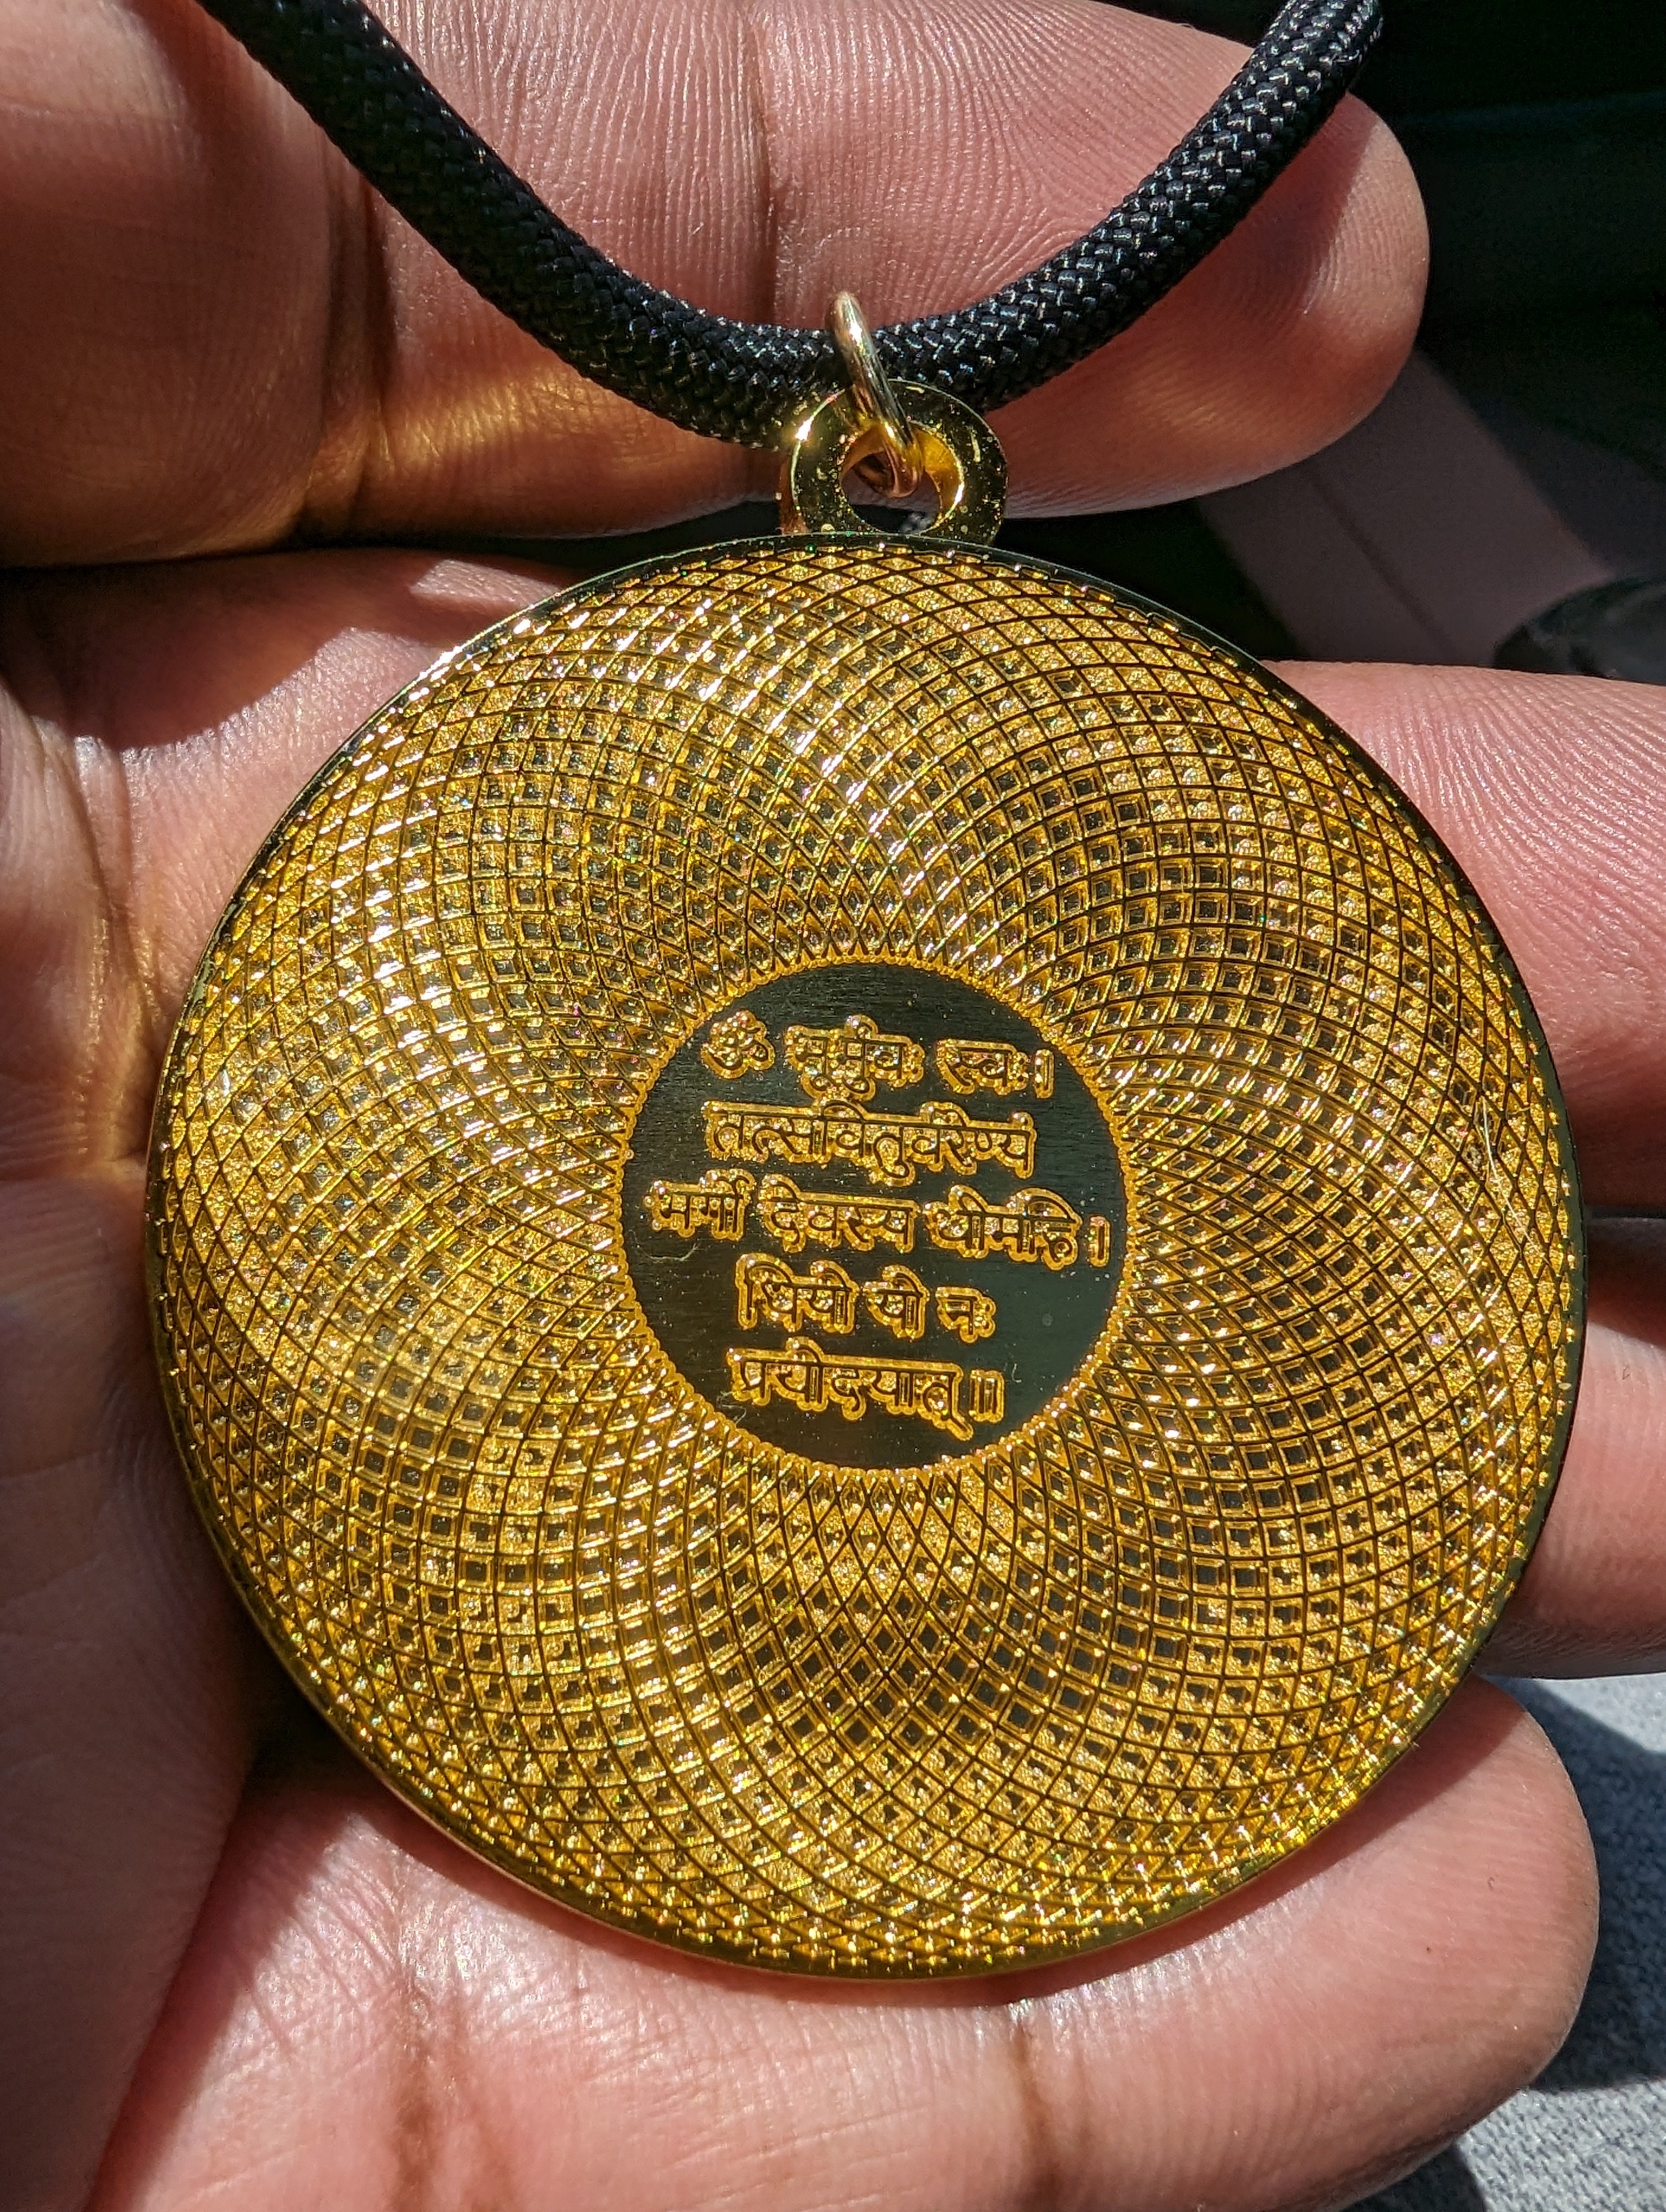 ॐ भूर्भुवः स्वः।
तत्सवितुर्वरेण्यं
भर्गो देवस्य धीमहि।
धियो यो नः
प्रचोदयात्॥